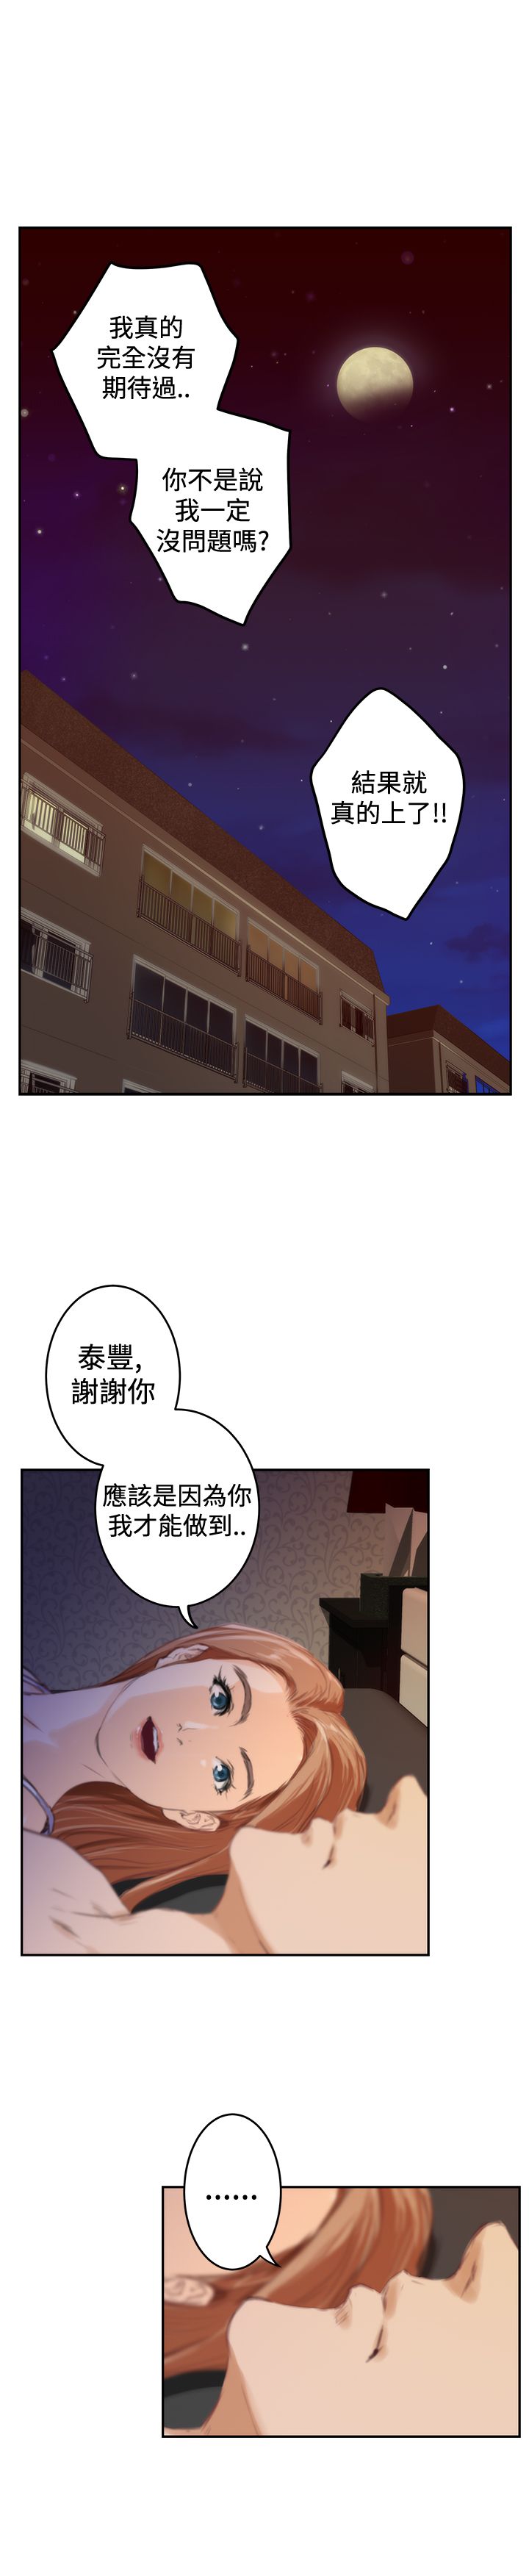 我真的
完全沒有
期待過..
你不是說
我一定
沒問題嗎?
結果就
真的上了!!
泰豐,
謝謝你
應該是因為你
我才能做到..
......